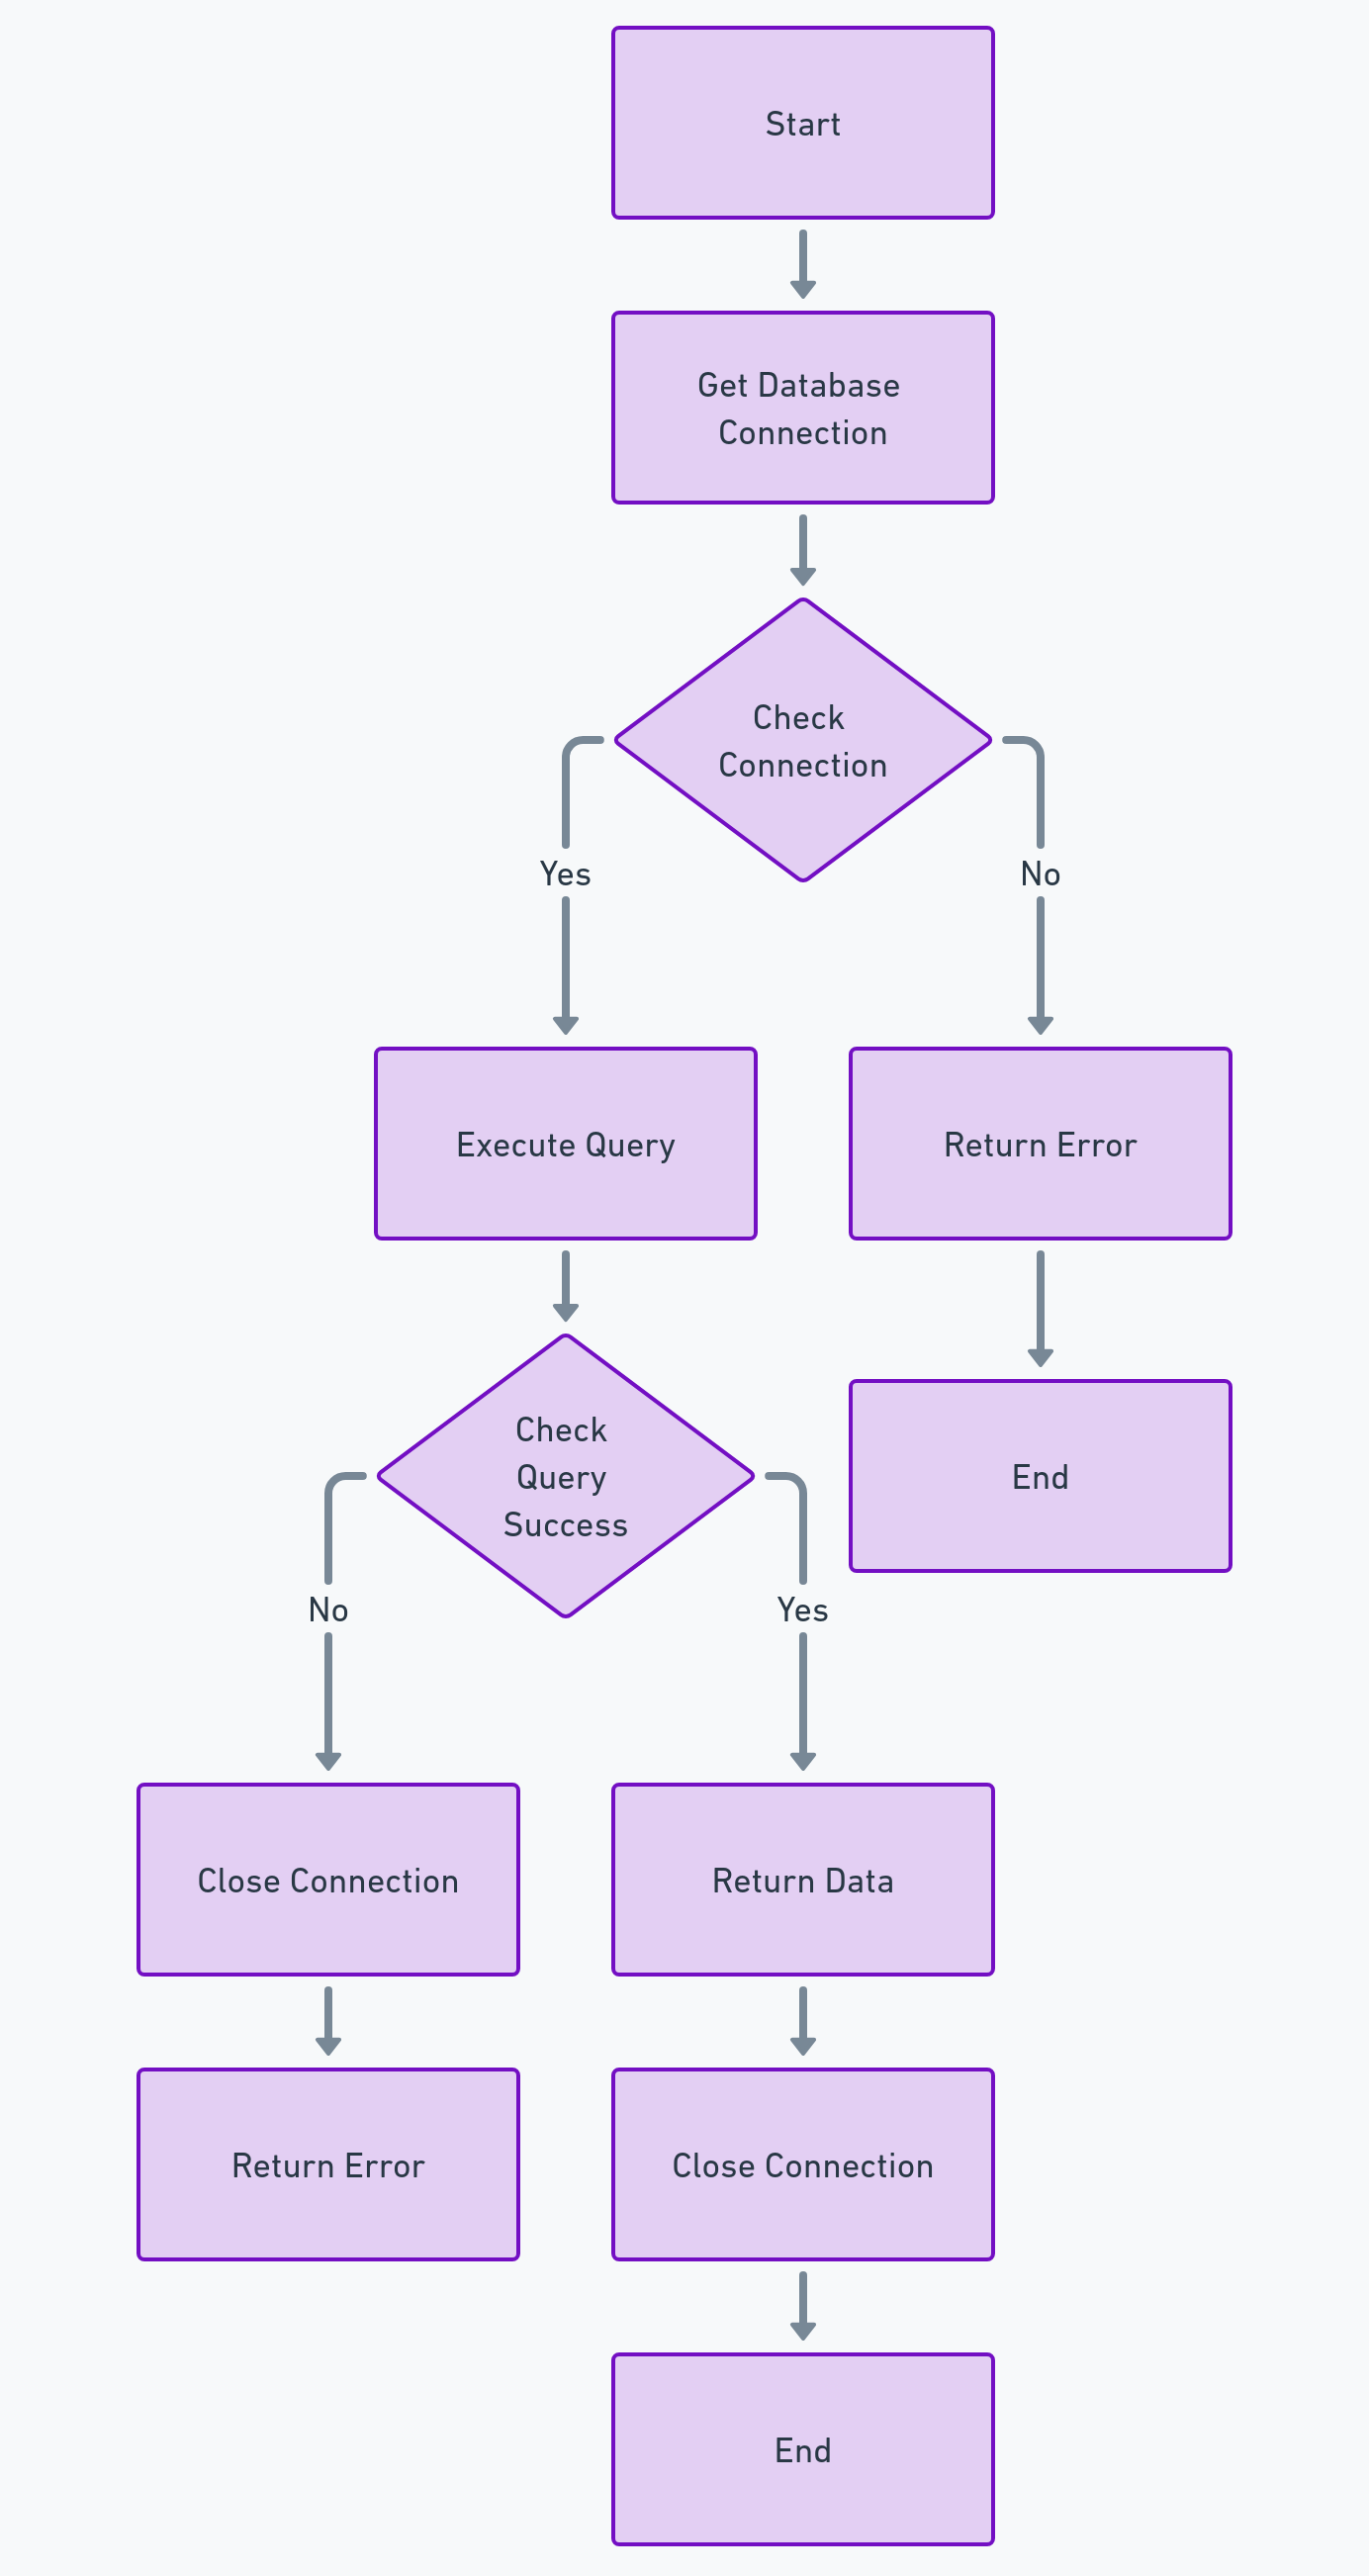 Start
Get Database
Connection
Check
Connection
Yes
No
Execute Query
Return Error
Check
Query
Success
End
No
Yes
Close Connection
Return Data
Return Error
Close Connection
End